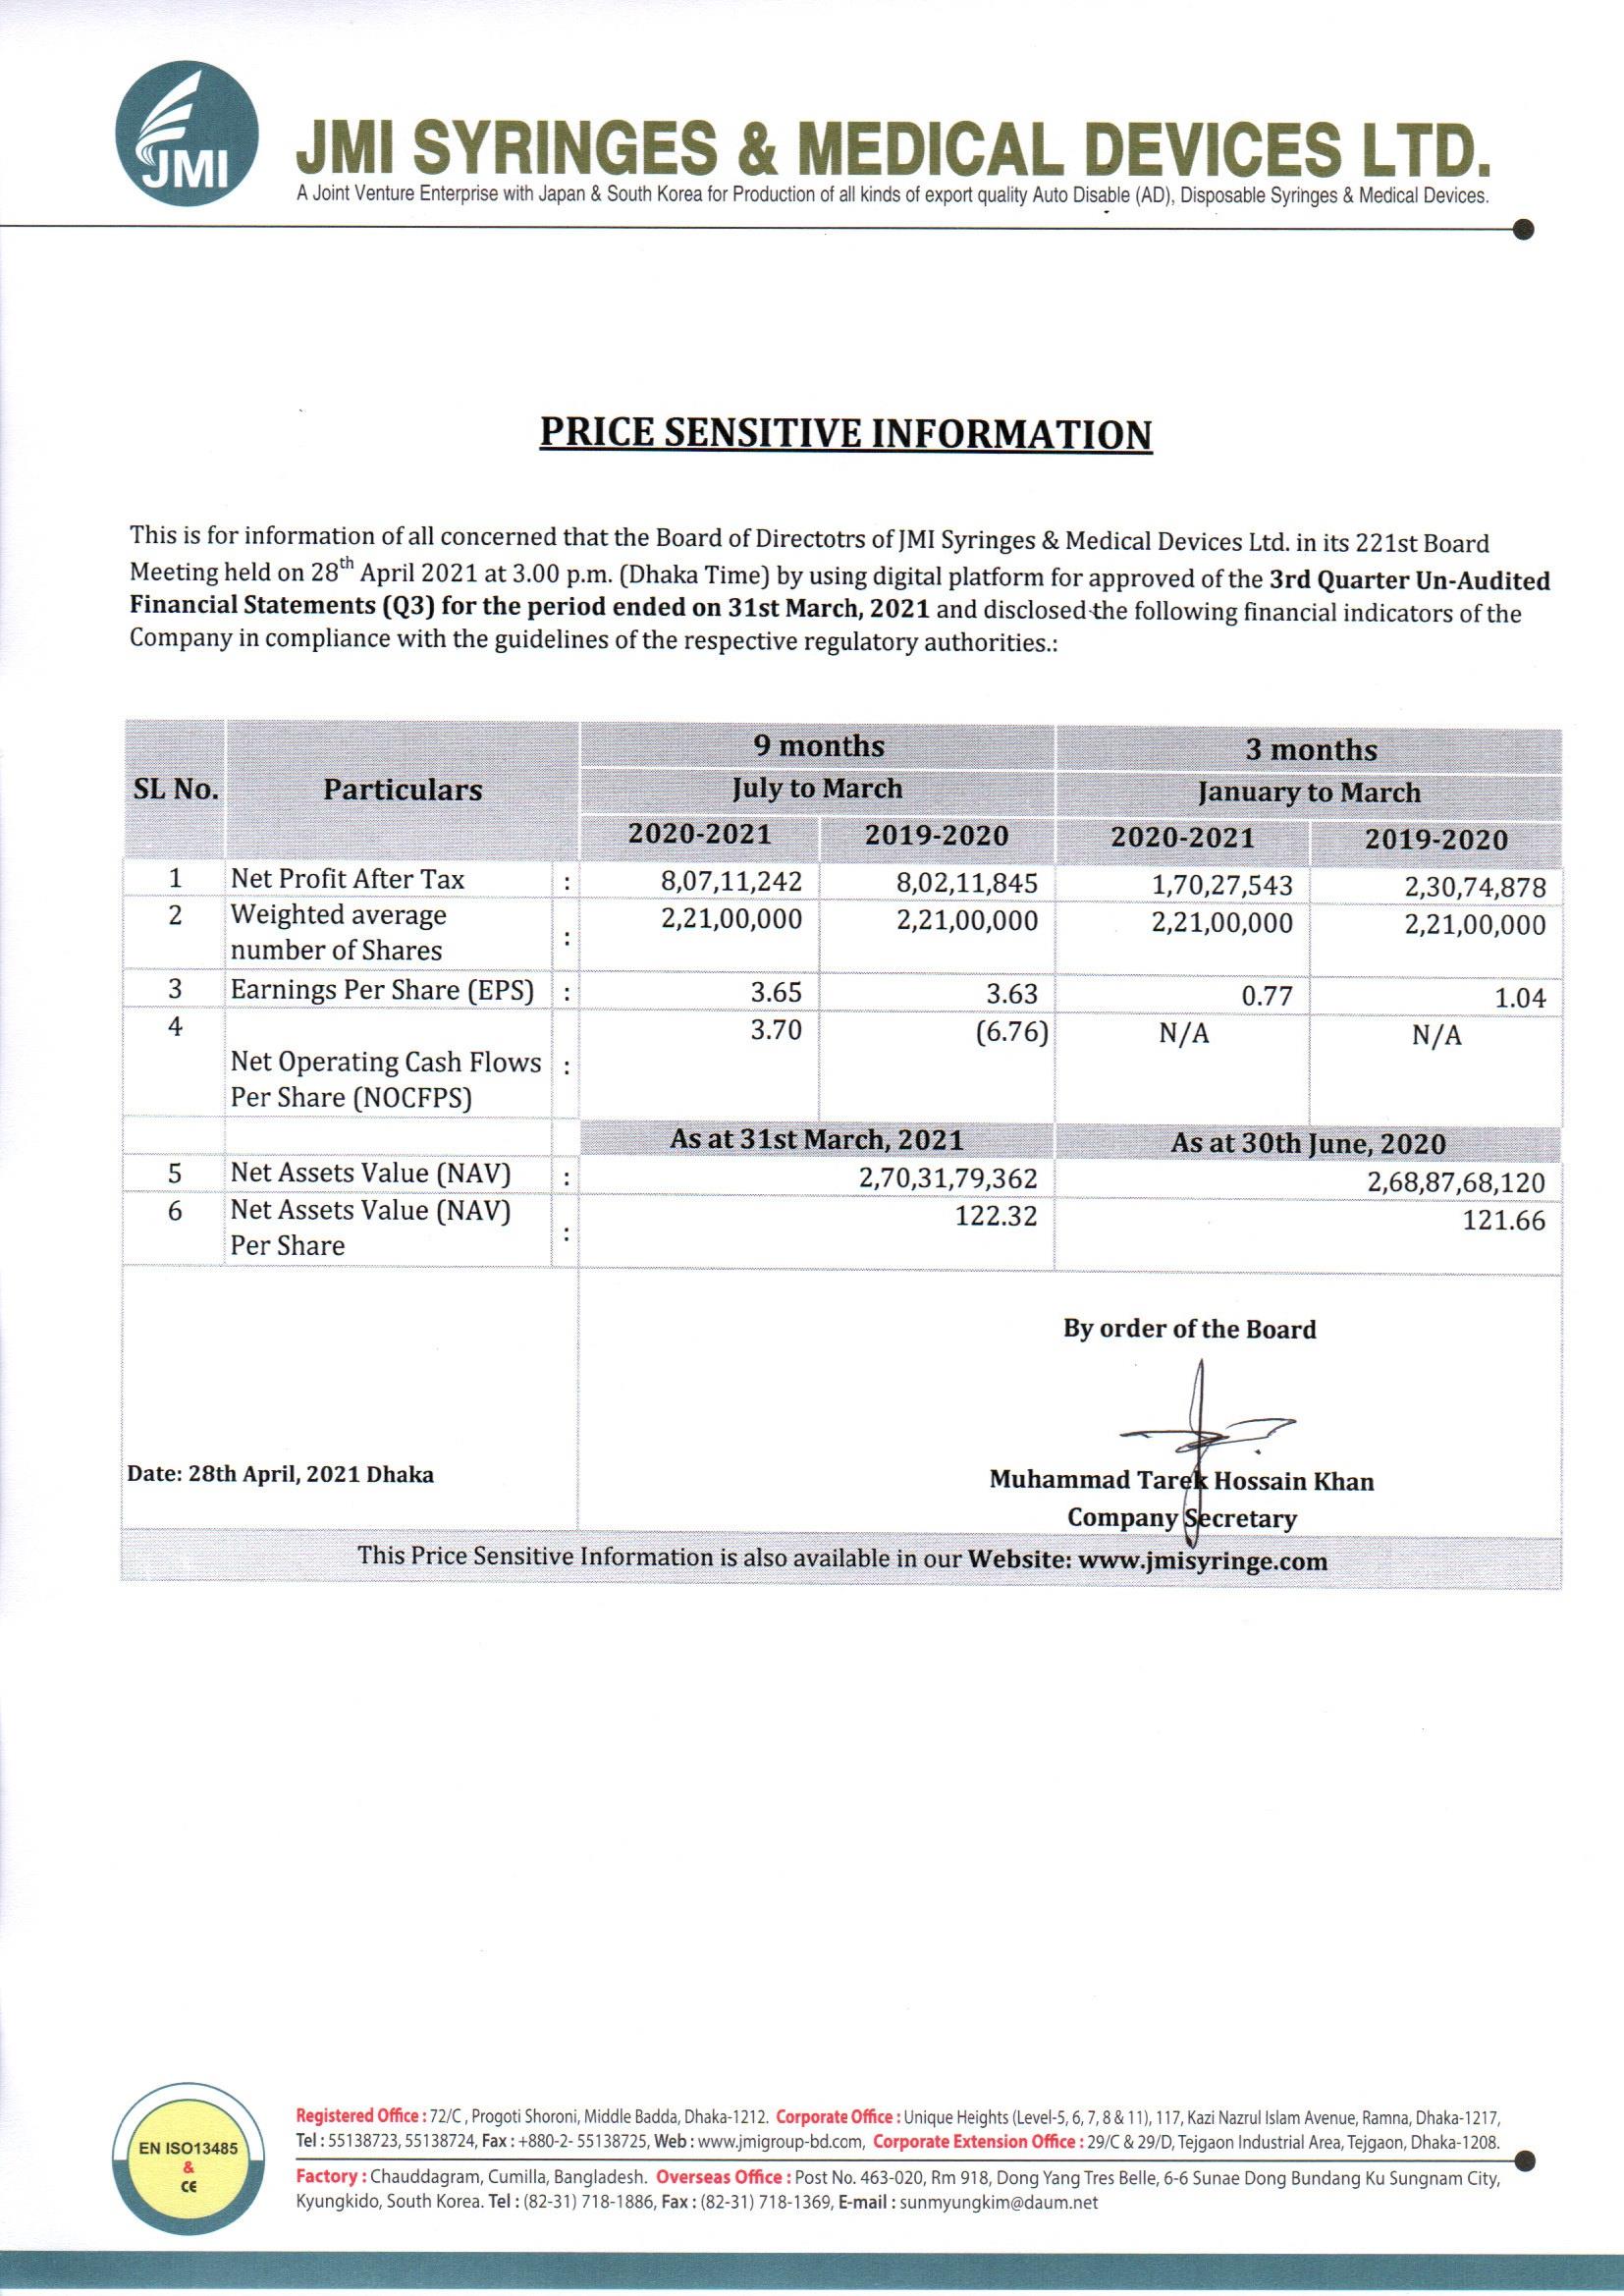 JMI
JMI SYRINGES & MEDICAL DEVICES LTD.
A Joint Venture Enterprise with Japan & South Korea for Production of all kinds of export quality Auto Disable (AD), Disposable Syringes & Medical Devices.
PRICE SENSITIVE INFORMATION
This is for information of all concerned that the Board of Directotrs of JMI Syringes & Medical Devices Ltd. in its 221st Board
Meeting held on 28th April 2021 at 3.00 p.m. (Dhaka Time) by using digital platform for approved of the 3rd Quarter Un-Audited
Financial Statements (Q3) for the period ended on 31st March, 2021 and disclosed the following financial indicators of the
Company in compliance with the guidelines of the respective regulatory authorities.:
SL No. Particulars 9 months 3 months
July to March January to March
2020-2021 2019-2020 2020-2021 2019-2020
1 Net Profit After Tax : 8,07,11,242 8,02,11,845 1,70,27,543 2,30,74,878
2 Weighted average : 2,21,00,000 2,21,00,000 2,21,00,000 2,21,00,000
number of Shares
3 Earnings Per Share (EPS) : 3.65 3.63 0.77 1.04
4 3.70 (6.76) N/A N/A
Net Operating Cash Flows :
Per Share (NOCFPS)
As at 31st March, 2021 As at 30th June, 2020
5 Net Assets Value (NAV) : 2,70,31,79,362 2,68,87,68,120
6 Net Assets Value (NAV) : 122.32 121.66
Per Share
By order of the Board
Date: 28th April, 2021 Dhaka
Muhammad Tarek Hossain Khan
Company Secretary
This Price Sensitive Information is also available in our Website: www.jmisyringe.com
EN ISO13485
&
CE
Registered Office : 72/C , Progoti Shoroni, Middle Badda, Dhaka-1212. Corporate Office : Unique Heights (Level-5, 6, 7, 8 & 11), 117, Kazi Nazrul Islam Avenue, Ramna, Dhaka-1217,
Tel : 55138723, 55138724, Fax : +880-2- 55138725, Web : www.jmigroup-bd.com, Corporate Extension Office : 29/C & 29/D, Tejgaon Industrial Area, Tejgaon, Dhaka-1208.
Factory : Chauddagram, Cumilla, Bangladesh. Overseas Office : Post No. 463-020, Rm 918, Dong Yang Tres Belle, 6-6 Sunae Dong Bundang Ku Sungnam City,
Kyungkido, South Korea. Tel : (82-31) 718-1886, Fax : (82-31) 718-1369, E-mail : sunmyungkim@daum.net